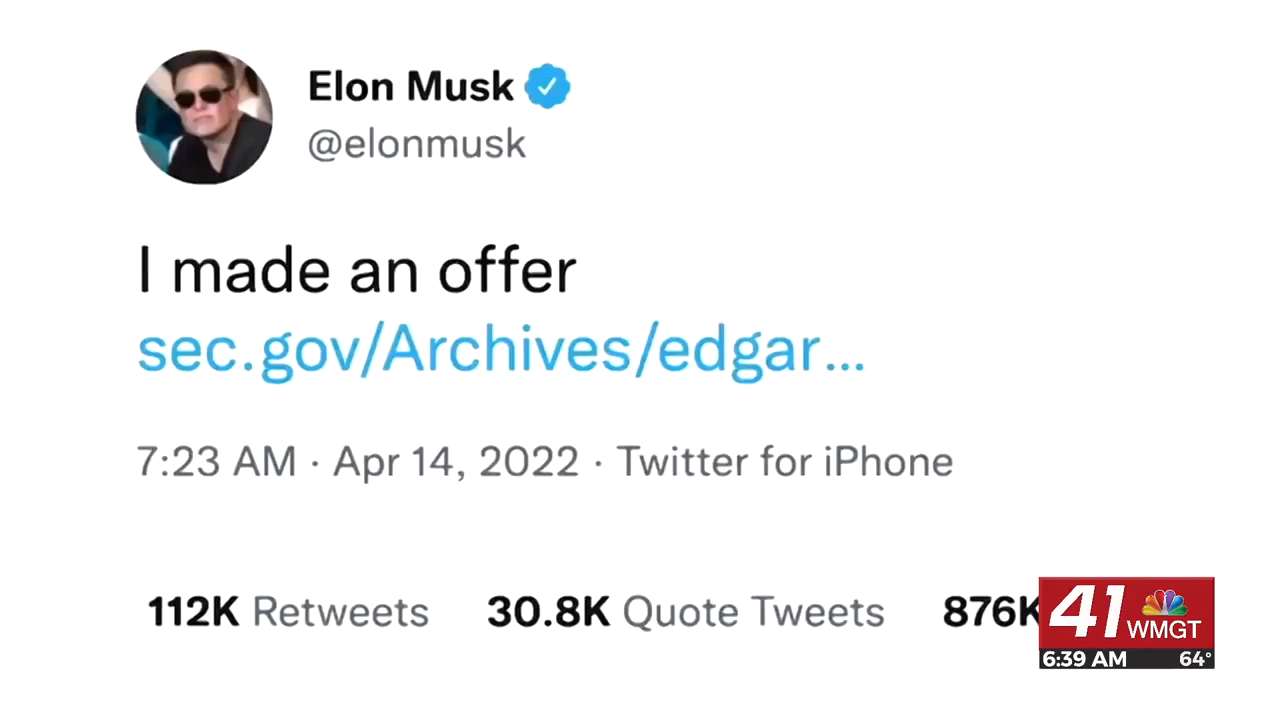 Elon Musk
@elonmusk
I made an offer
sec.gov/Archives/edgar...
7:23 AM · Apr 14, 2022 · Twitter for iPhone
112K Retweets 30.8K Quote Tweets 876K
41 WMGT
6:39 AM 64°